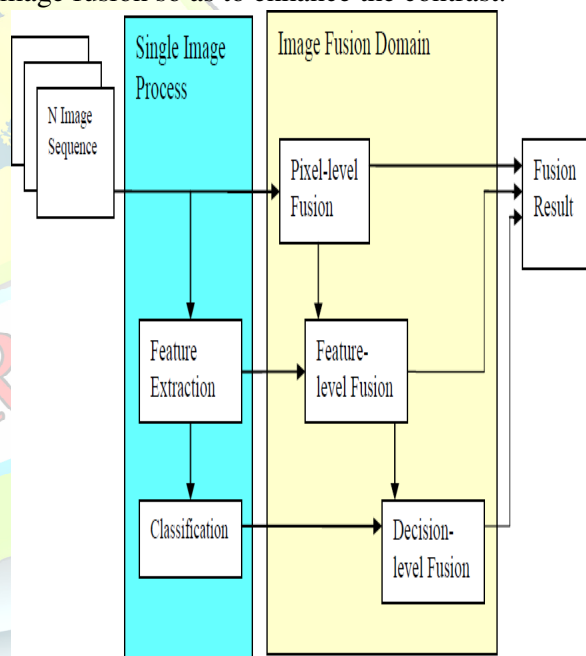 image fusion so as to enhance the contrast.
Single Image
Process
Image Fusion Domain
N Image
Sequence
Pixel-level
Fusion
Fusion
Result
Feature
Extraction
Feature-
level Fusion
Classification
Decision-
level Fusion